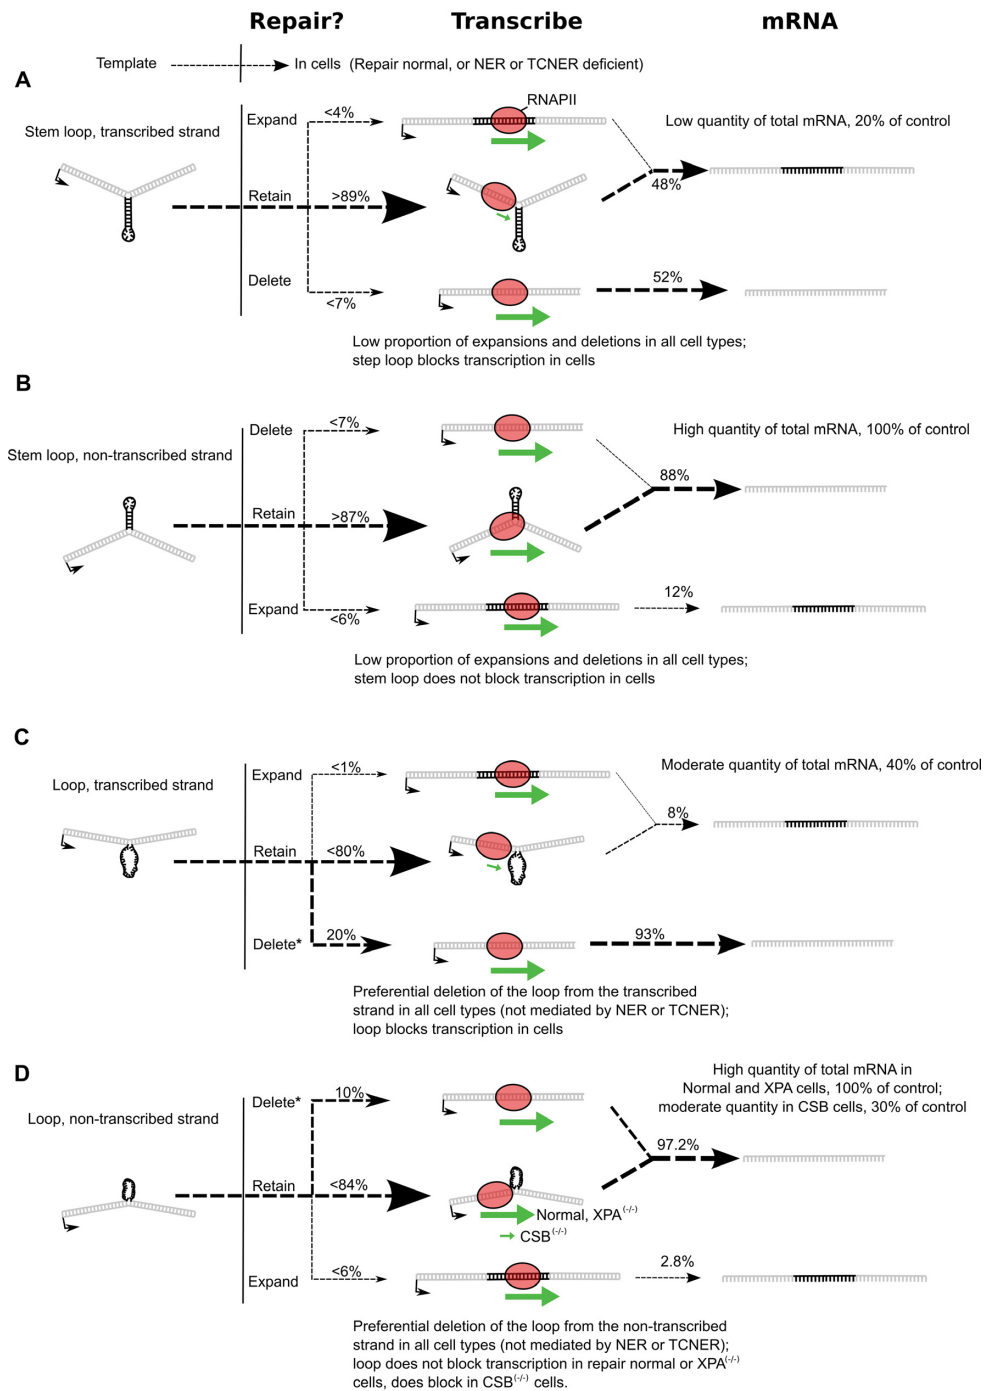 Repair?
Transcribe
mRNA
Template
In cells (Repair normal, or NER or TCNER deficient)
A
Stem loop, transcribed strand
Expand
<4%
RNAPII
Low quantity of total mRNA, 20% of control
Retain
>89%
48%
Delete
<7%
52%
Low proportion of expansions and deletions in all cell types;
step loop blocks transcription in cells
B
Stem loop, non-transcribed strand
Delete
<7%
High quantity of total mRNA, 100% of control
88%
Retain
>87%
Expand
<6%
12%
Low proportion of expansions and deletions in all cell types;
stem loop does not block transcription in cells
C
Loop, transcribed strand
Expand
<1%
Moderate quantity of total mRNA, 40% of control
8%
Retain
<80%
Delete*
20%
93%
Preferential deletion of the loop from the transcribed
strand in all cell types (not mediated by NER or TCNER);
loop blocks transcription in cells
D
Loop, non-transcribed strand
Delete*
10%
High quantity of total mRNA in
Normal and XPA cells, 100% of control;
moderate quantity in CSB cells, 30% of control
97.2%
Retain
<84%
Normal, XPA(-/-)
CSB(-/-)
Expand
<6%
2.8%
Preferential deletion of the loop from the non-transcribed
strand in all cell types (not mediated by NER or TCNER);
loop does not block transcription in repair normal or XPA(-/-)
cells, does block in CSB(-/-) cells.